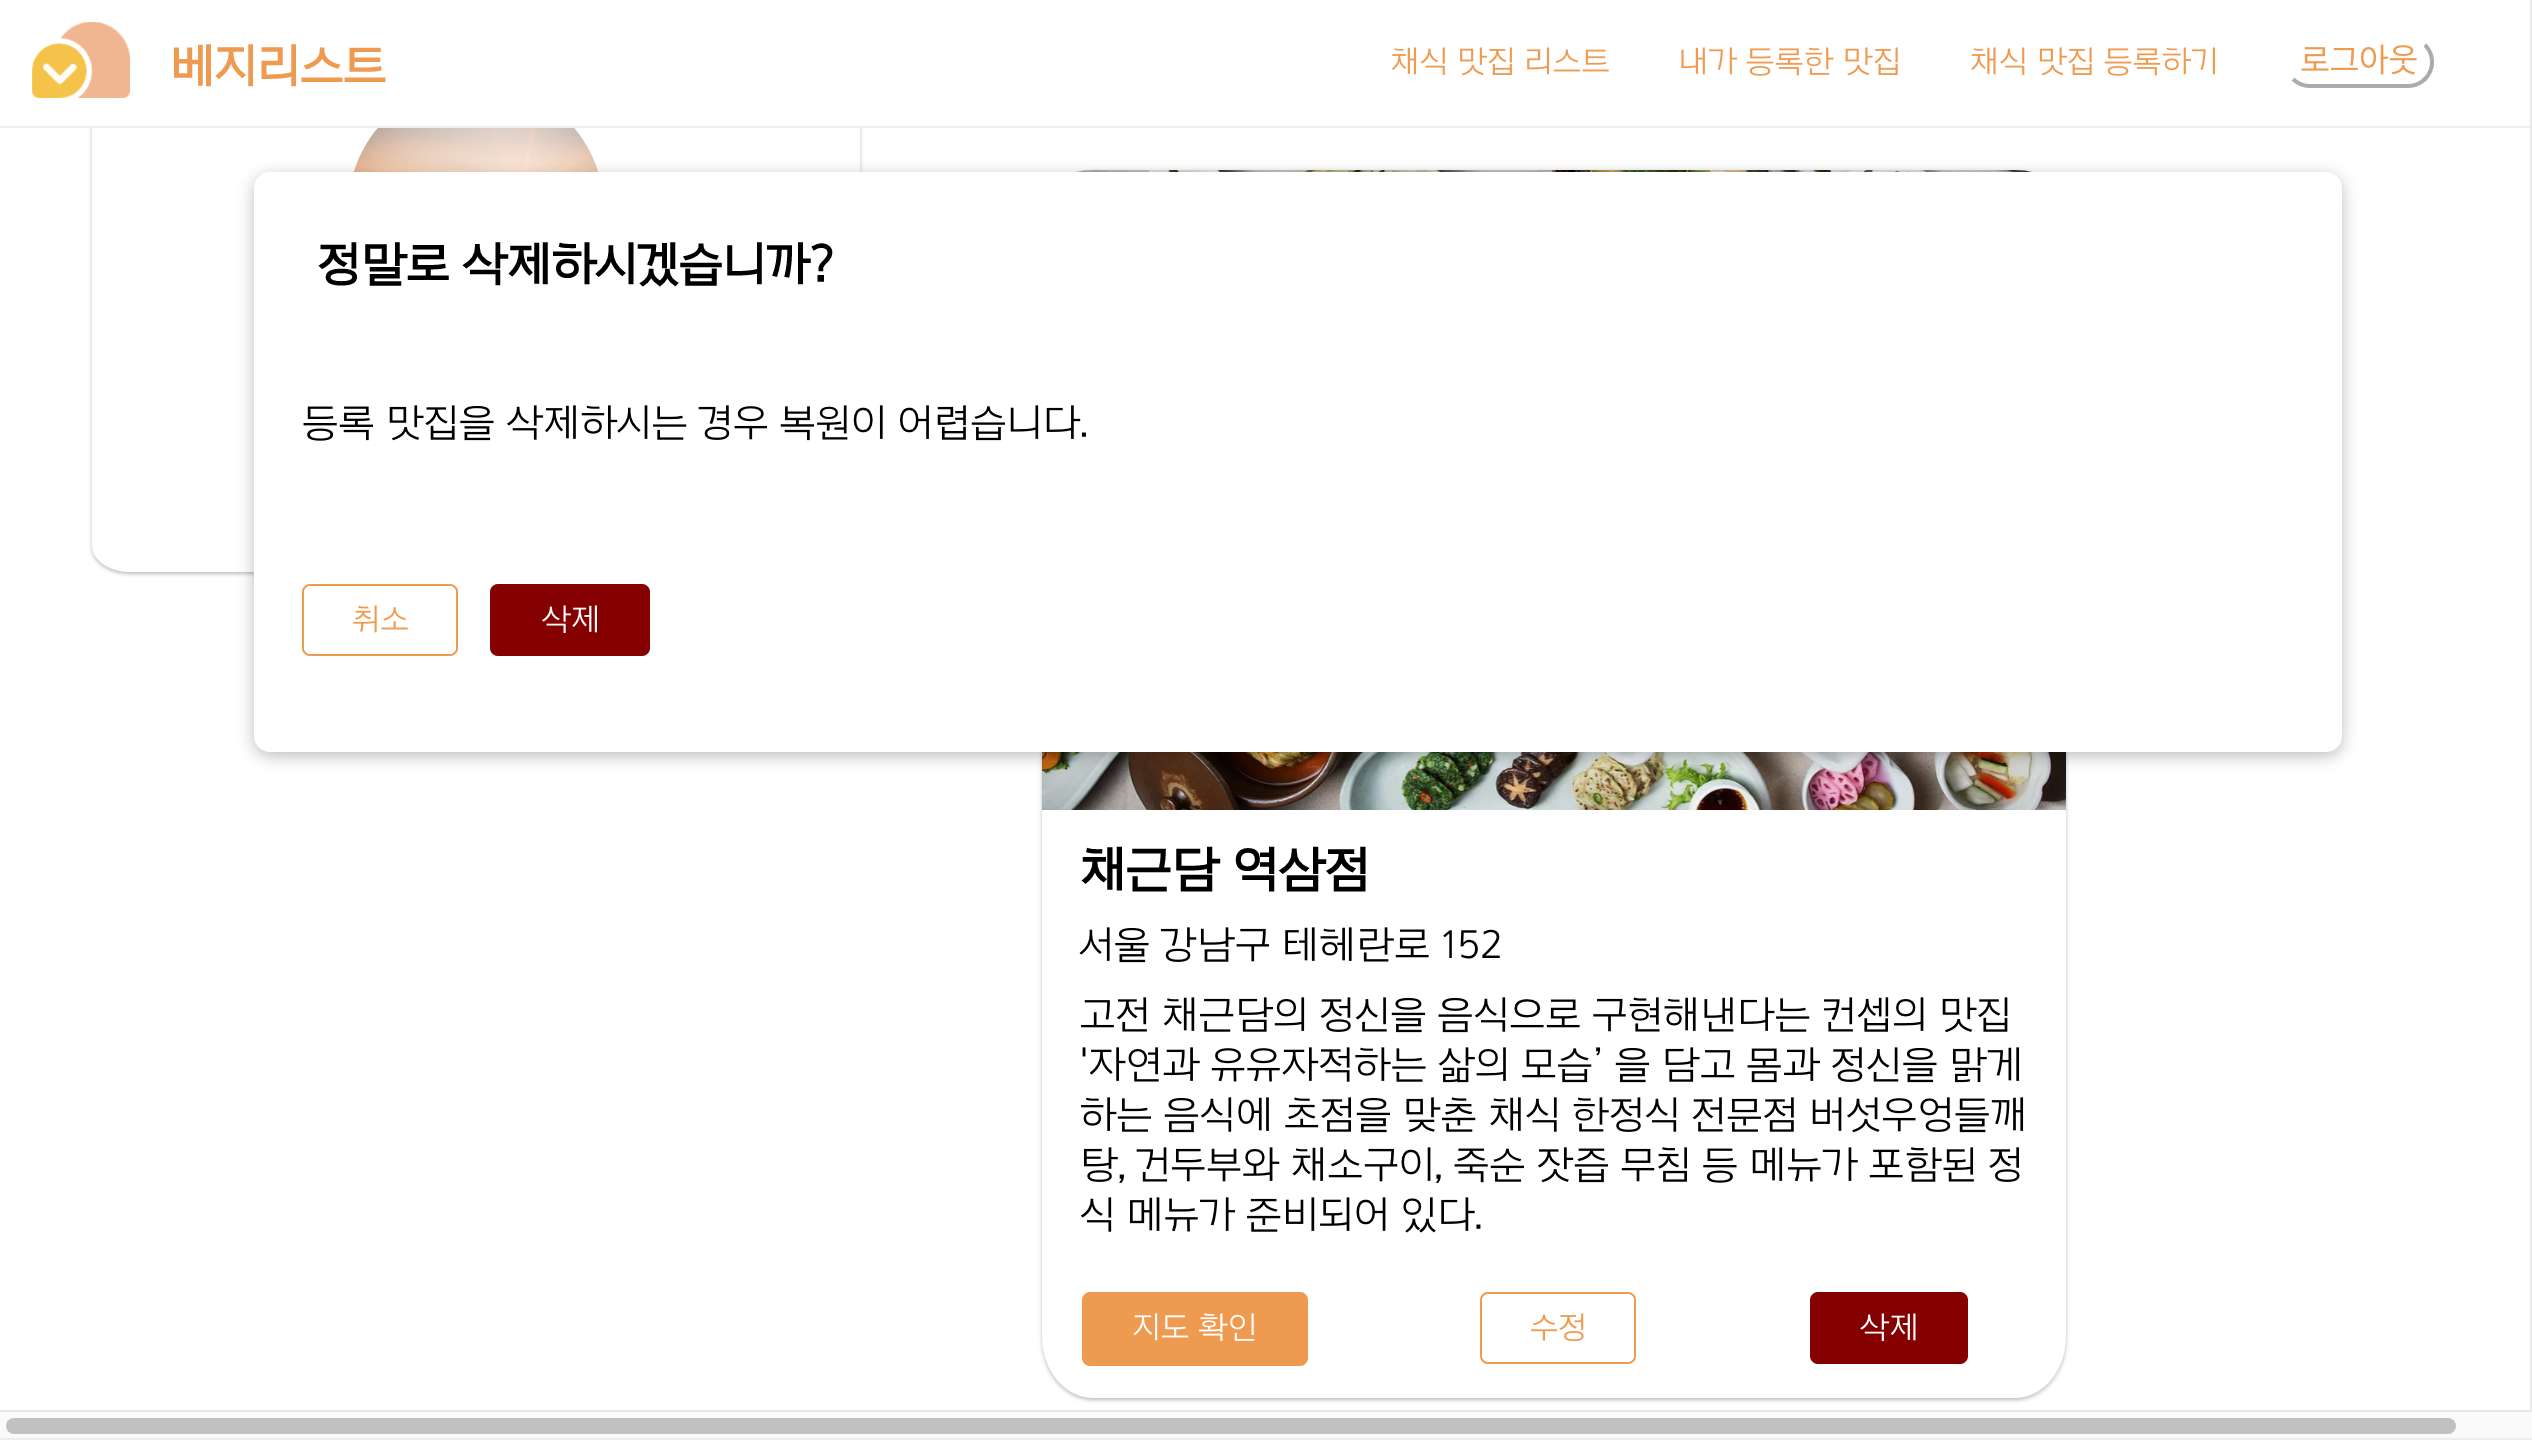 베지리스트
채식 맛집 리스트
내가 등록한 맛집
채식 맛집 등록하기
로그아웃
정말로 삭제하시겠습니까?
등록 맛집을 삭제하시는 경우 복원이 어렵습니다.
취소
삭제
채근담 역삼점
서울 강남구 테헤란로 152
고전 채근담의 정신을 음식으로 구현해낸다는 컨셉의 맛집
'자연과 유유자적하는 삶의 모습’ 을 담고 몸과 정신을 맑게
하는 음식에 초점을 맞춘 채식 한정식 전문점 버섯우엉들깨
탕, 건두부와 채소구이, 죽순 잣즙 무침 등 메뉴가 포함된 정
식 메뉴가 준비되어 있다.
지도 확인
수정
삭제